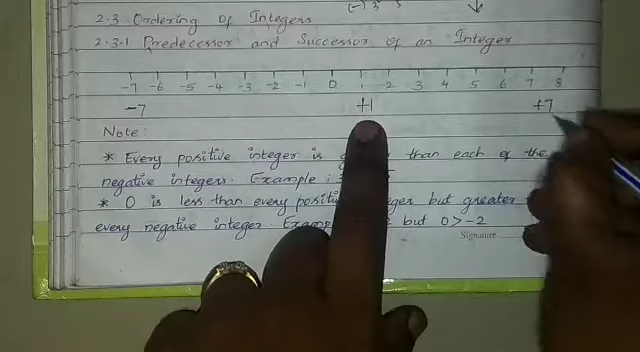 2.3 Ordering of Integers
2.3.1 Predecessor and Successor of an Integer
-7 -6 -5 -4 -3 -2 -1 0 1 2 3 4 5 6 7 8
-7 +1 +7
Note:
* Every positive integer is than each of the
negative integers. Example :
* 0 is less than every but greater
every negative integer. but 0 > -2
Signature